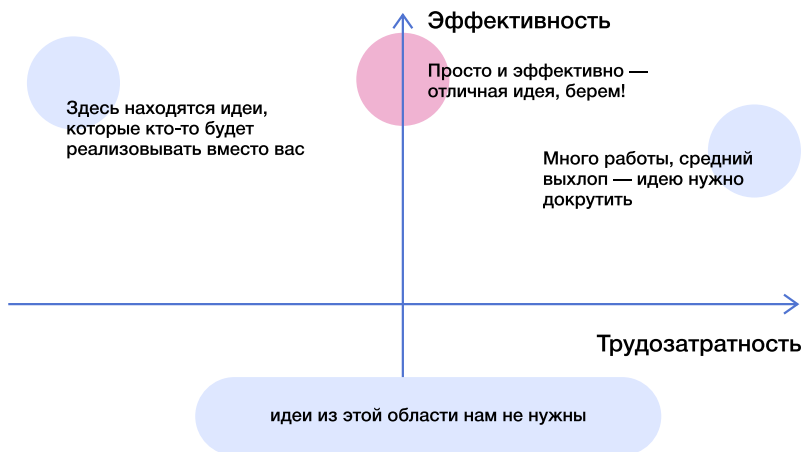 Эффективность
Просто и эффективно —
отличная идея, берем!
Здесь находятся идеи,
которые кто-то будет
реализовывать вместо вас
Много работы, средний
выхлоп — идею нужно
докрутить
Трудозатратность
идеи из этой области нам не нужны